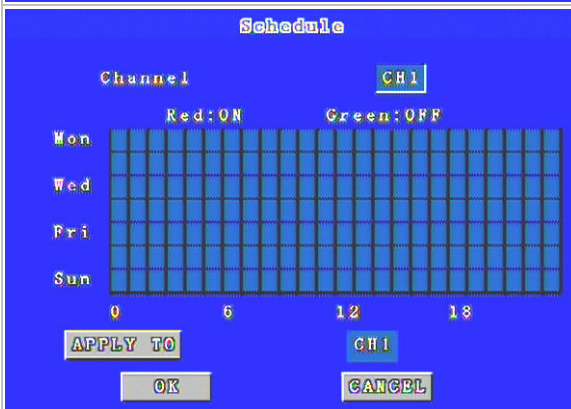 Schedule
Channel CH1
Red:ON Green:OFF
Mon
Wed
Fri
Sun
0 6 12 18
APPLY TO CH1
OK CANCEL